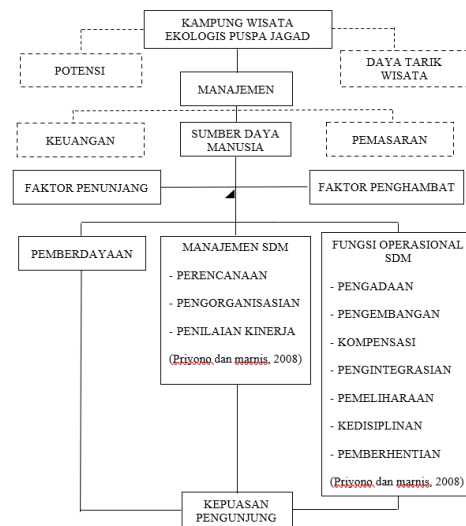 KAMPUNG WISATA
EKOLOGIS PUSPA JAGAD
POTENSI
DAYA TARIK
WISATA
MANAJEMEN
KEUANGAN
SUMBER DAYA
MANUSIA
PEMASARAN
FAKTOR PENUNJANG
FAKTOR PENGHAMBAT
PEMBERDAYAAN
MANAJEMEN SDM
- PERENCANAAN
- PENGORGANISASIAN
- PENILAIAN KINERJA
(Priyono dan marnis, 2008)
FUNGSI OPERASIONAL
SDM
- PENGADAAN
- PENGEMBANGAN
- KOMPENSASI
- PENGINTEGRASIAN
- PEMELIHARAAN
- KEDISIPLINAN
- PEMBERHENTIAN
(Priyono dan marnis, 2008)
KEPUASAN
PENGUNJUNG